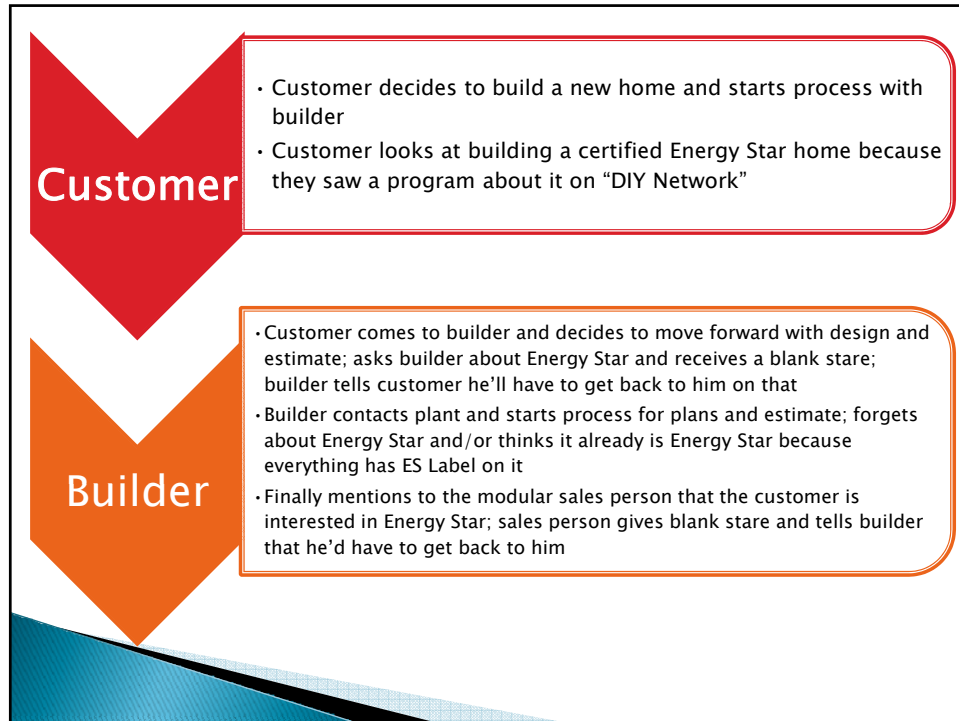 Customer
• Customer decides to build a new home and starts process with
builder
• Customer looks at building a certified Energy Star home because
they saw a program about it on “DIY Network”
Builder
• Customer comes to builder and decides to move forward with design and
estimate; asks builder about Energy Star and receives a blank stare;
builder tells customer he’ll have to get back to him on that
• Builder contacts plant and starts process for plans and estimate; forgets
about Energy Star and/or thinks it already is Energy Star because
everything has ES Label on it
• Finally mentions to the modular sales person that the customer is
interested in Energy Star; sales person gives blank stare and tells builder
that he’d have to get back to him